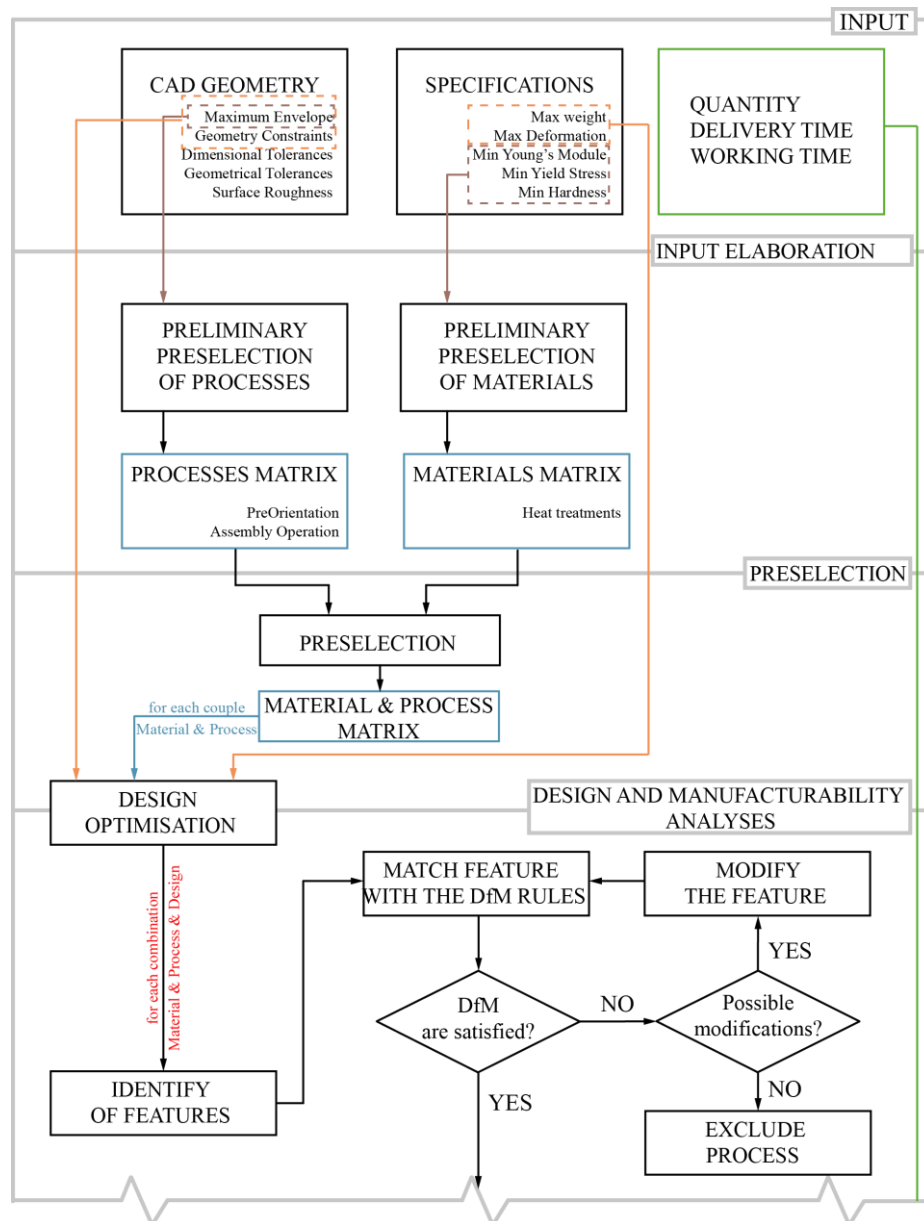 INPUT
CAD GEOMETRY
Maximum Envelope
Geometry Constraints
Dimensional Tolerances
Geometrical Tolerances
Surface Roughness
SPECIFICATIONS
Max weight
Max Deformation
Min Young's Module
Min Yield Stress
Min Hardness
QUANTITY
DELIVERY TIME
WORKING TIME
INPUT ELABORATION
PRELIMINARY
PRESELECTION
OF PROCESSES
PRELIMINARY
PRESELECTION
OF MATERIALS
PROCESSES MATRIX
PreOrientation
Assembly Operation
MATERIALS MATRIX
Heat treatments
PRESELECTION
PRESELECTION
for each couple
Material & Process
MATERIAL & PROCESS
MATRIX
DESIGN
OPTIMISATION
DESIGN AND MANUFACTURABILITY
ANALYSES
for each combination
Material & Process & Design
MATCH FEATURE
WITH THE DfM RULES
MODIFY
THE FEATURE
YES
DfM
are satisfied?
NO
Possible
modifications?
IDENTIFY
OF FEATURES
YES
NO
EXCLUDE
PROCESS